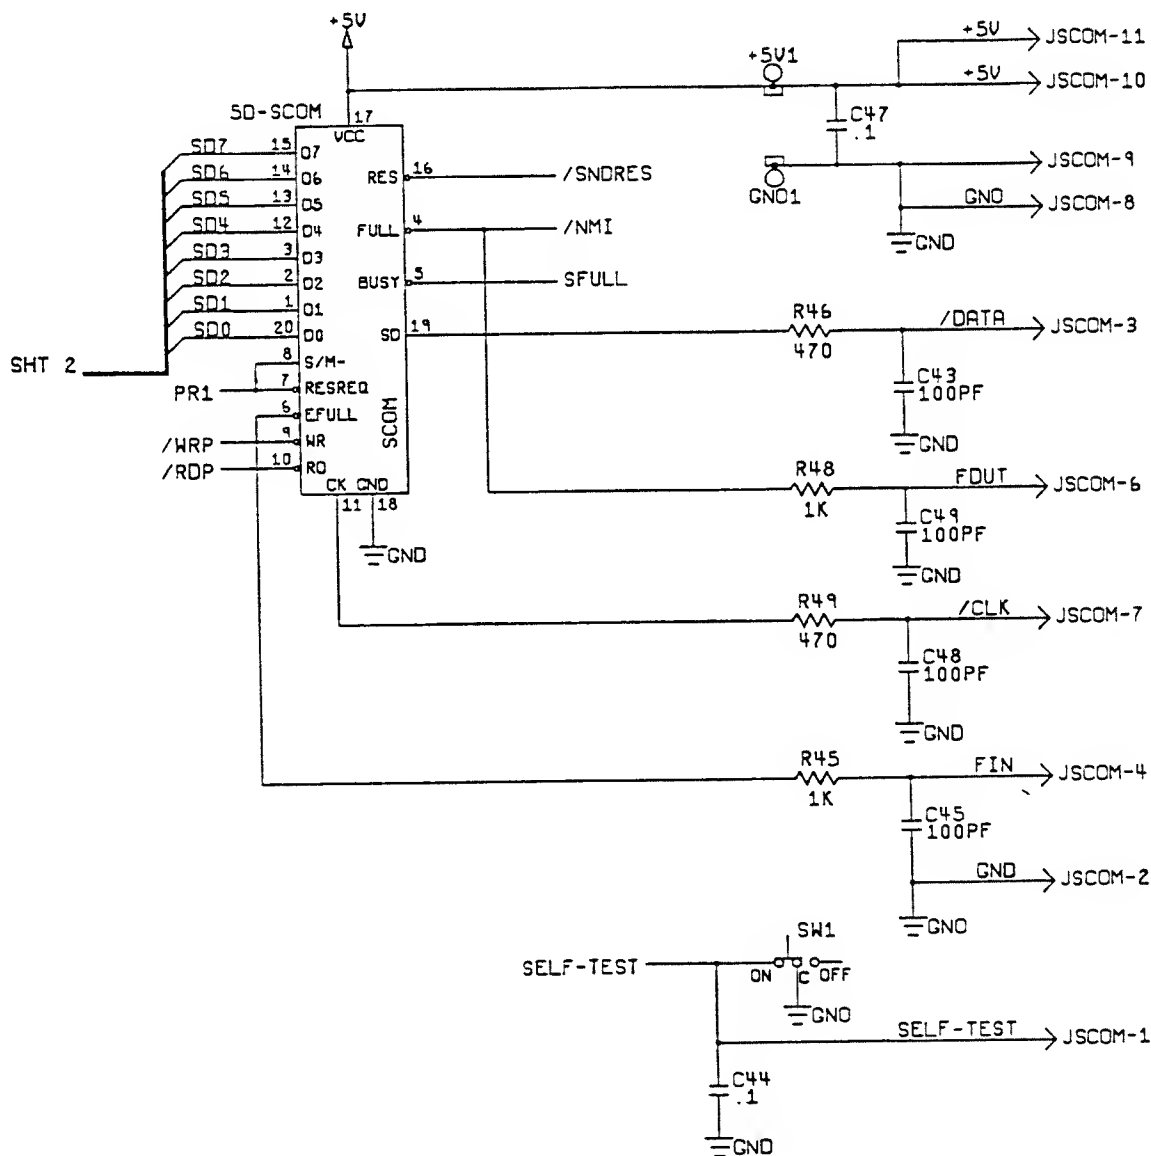 +5V
+5V
JSCOM-11
+5V1
+5V
JSCOM-10
SD-SCOM
17
VCC
C47
.1
SD7 15 D7
SD6 14 D6
RES 16 /SNDRES
JSCOM-9
SD5 13 D5
GND1
GND
JSCOM-8
SD4 12 D4
FULL 4 /NMI
GND
SD3 3 D3
SD2 2 D2
BUSY 5 SFULL
SD1 1 D1
SD0 20 D0
SD 19
R46
470
/DATA
JSCOM-3
8 S/M-
SHT 2
PR1
7 RESREQ
C43
100PF
6 EFULL
SCOM
/WRP 9 WR
GND
/RDP 10 RD
CK GND
11 18
R48
1K
FOUT
JSCOM-6
C49
100PF
GND
GND
R49
470
/CLK
JSCOM-7
C48
100PF
GND
R45
1K
FIN
JSCOM-4
C45
100PF
GND
JSCOM-2
GND
SW1
SELF-TEST
ON C OFF
GND
SELF-TEST
JSCOM-1
C44
.1
GND